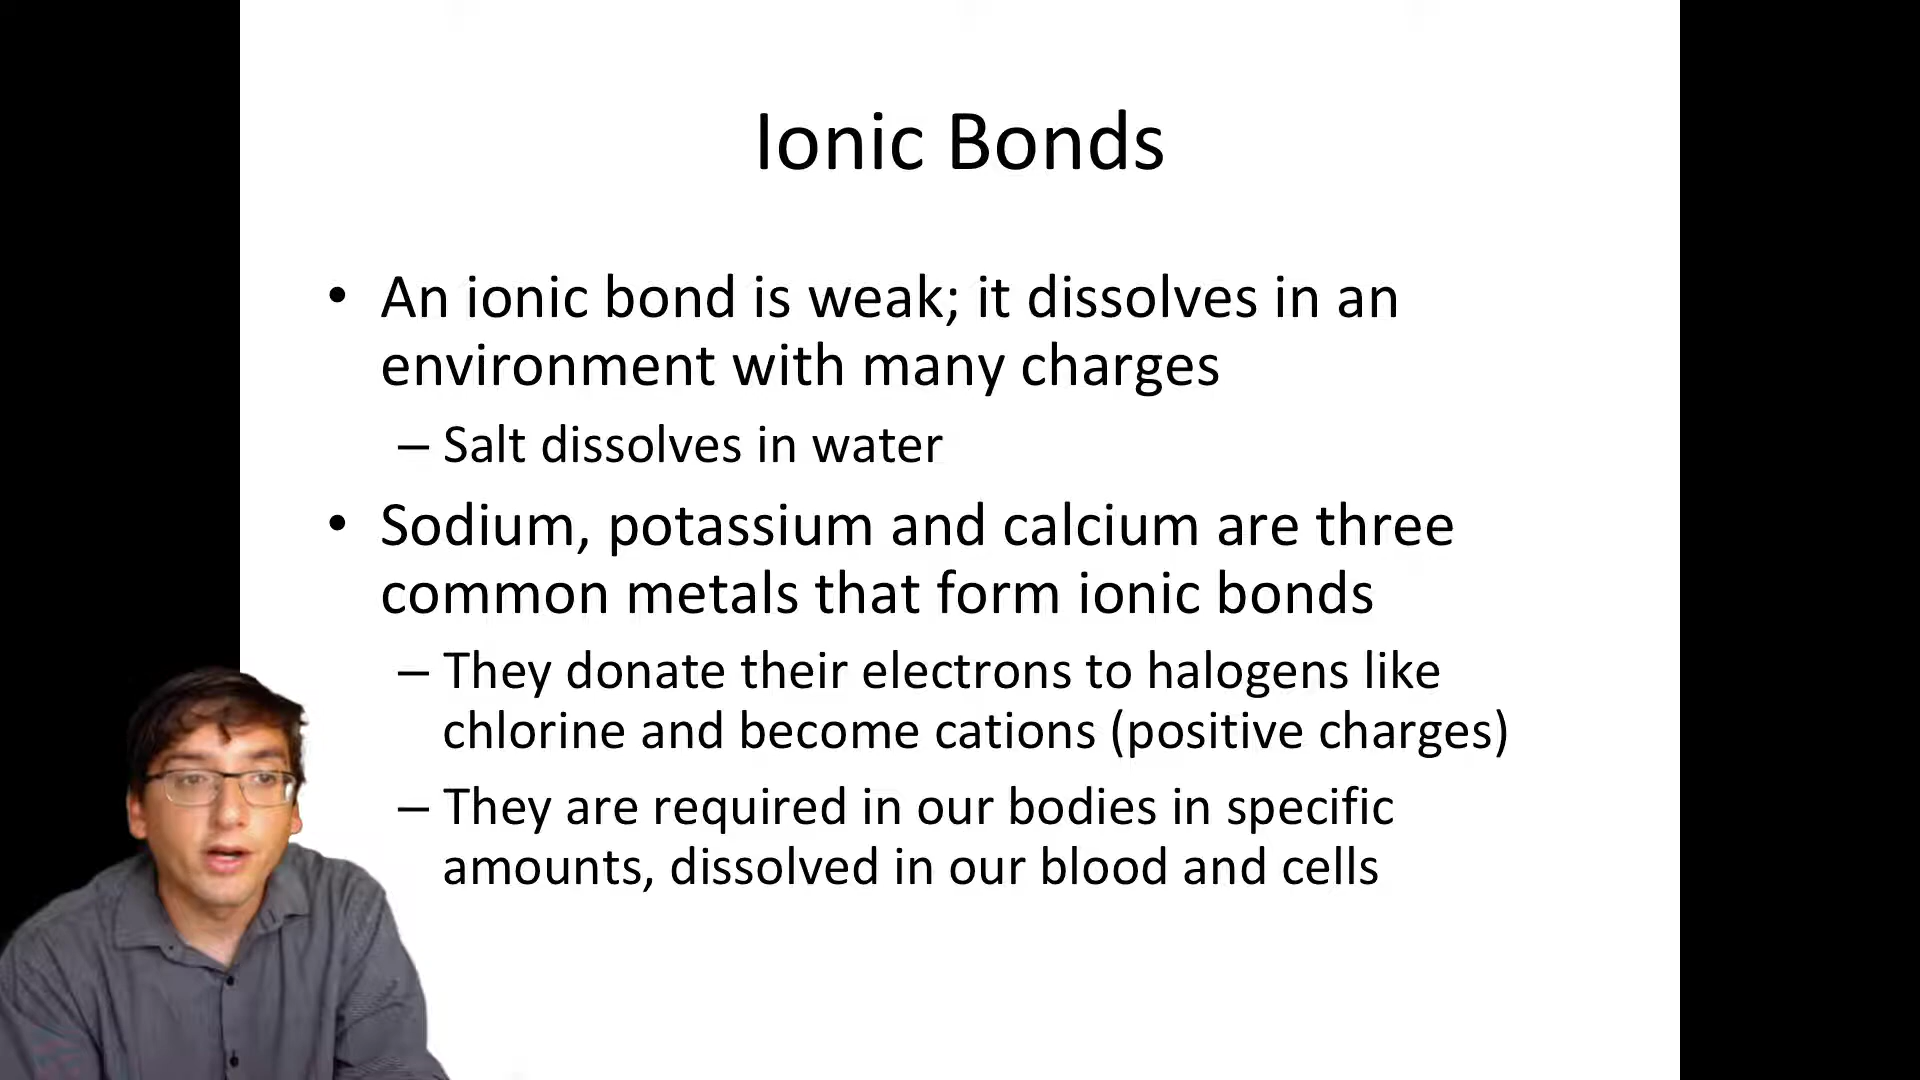 Ionic Bonds
• An ionic bond is weak; it dissolves in an
environment with many charges
– Salt dissolves in water
• Sodium, potassium and calcium are three
common metals that form ionic bonds
– They donate their electrons to halogens like
chlorine and become cations (positive charges)
– They are required in our bodies in specific
amounts, dissolved in our blood and cells